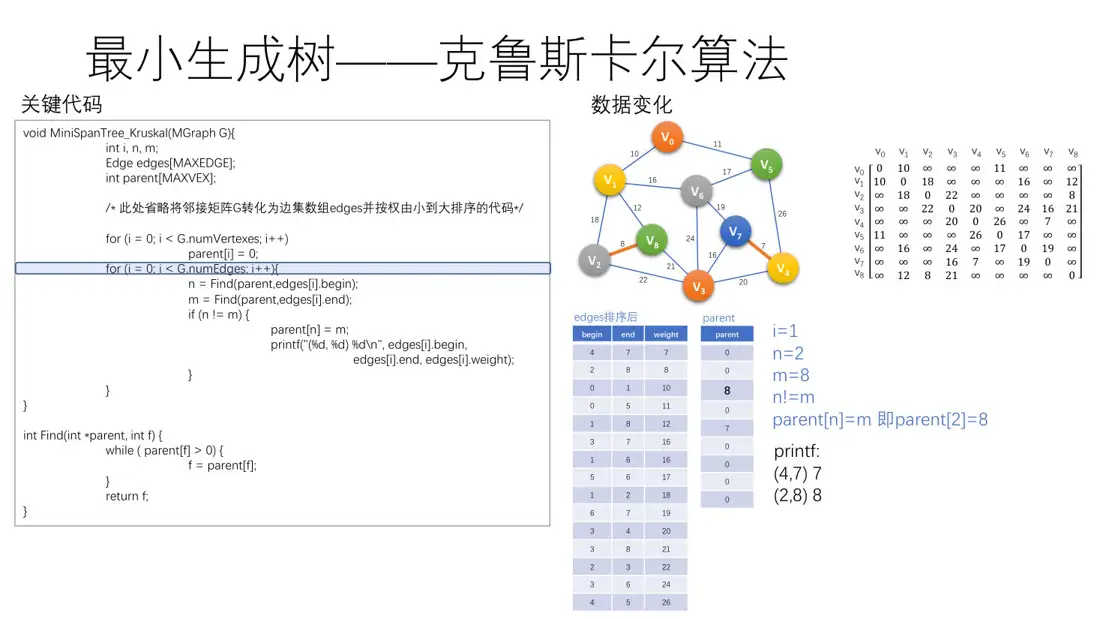 最小生成树——克鲁斯卡尔算法
关键代码
void MiniSpanTree_Kruskal(MGraph G){
int i, n, m;
Edge edges[MAXEDGE];
int parent[MAXVEX];
/* 此处省略将邻接矩阵G转化为边集数组edges并按权由小到大排序的代码*/
for (i = 0; i < G.numVertexes; i++)
parent[i] = 0;
for (i = 0; i < G.numEdges; i++){
n = Find(parent,edges[i].begin);
m = Find(parent,edges[i].end);
if (n != m) {
parent[n] = m;
printf("(%d, %d) %d\n", edges[i].begin,
edges[i].end, edges[i].weight);
}
}
}
int Find(int *parent, int f) {
while ( parent[f] > 0) {
f = parent[f];
}
return f;
}
数据变化
V0
10
11
V5
V1
16
17
V6
18
12
19
26
V8
V7
8
24
16
7
V2
21
V4
22
20
V3
v0 v1 v2 v3 v4 v5 v6 v7 v8
v0 0 10 ∞ ∞ ∞ 11 ∞ ∞ ∞
v1 10 0 18 ∞ ∞ ∞ 16 ∞ 12
v2 ∞ 18 0 22 ∞ ∞ ∞ ∞ 8
v3 ∞ ∞ 22 0 20 ∞ 24 16 21
v4 ∞ ∞ ∞ 20 0 26 ∞ 7 ∞
v5 11 ∞ ∞ ∞ 26 0 17 ∞ ∞
v6 ∞ 16 ∞ 24 ∞ 17 0 19 ∞
v7 ∞ ∞ ∞ 16 7 ∞ 19 0 ∞
v8 ∞ 12 8 21 ∞ ∞ ∞ ∞ 0
edges排序后
begin end weight
4 7 7
2 8 8
0 1 10
0 5 11
1 8 12
3 7 16
1 6 16
5 6 17
1 2 18
6 7 19
3 4 20
3 8 21
2 3 22
3 6 24
4 5 26
parent
parent
0
0
8
0
7
0
0
0
0
i=1
n=2
m=8
n!=m
parent[n]=m 即parent[2]=8
printf:
(4,7) 7
(2,8) 8